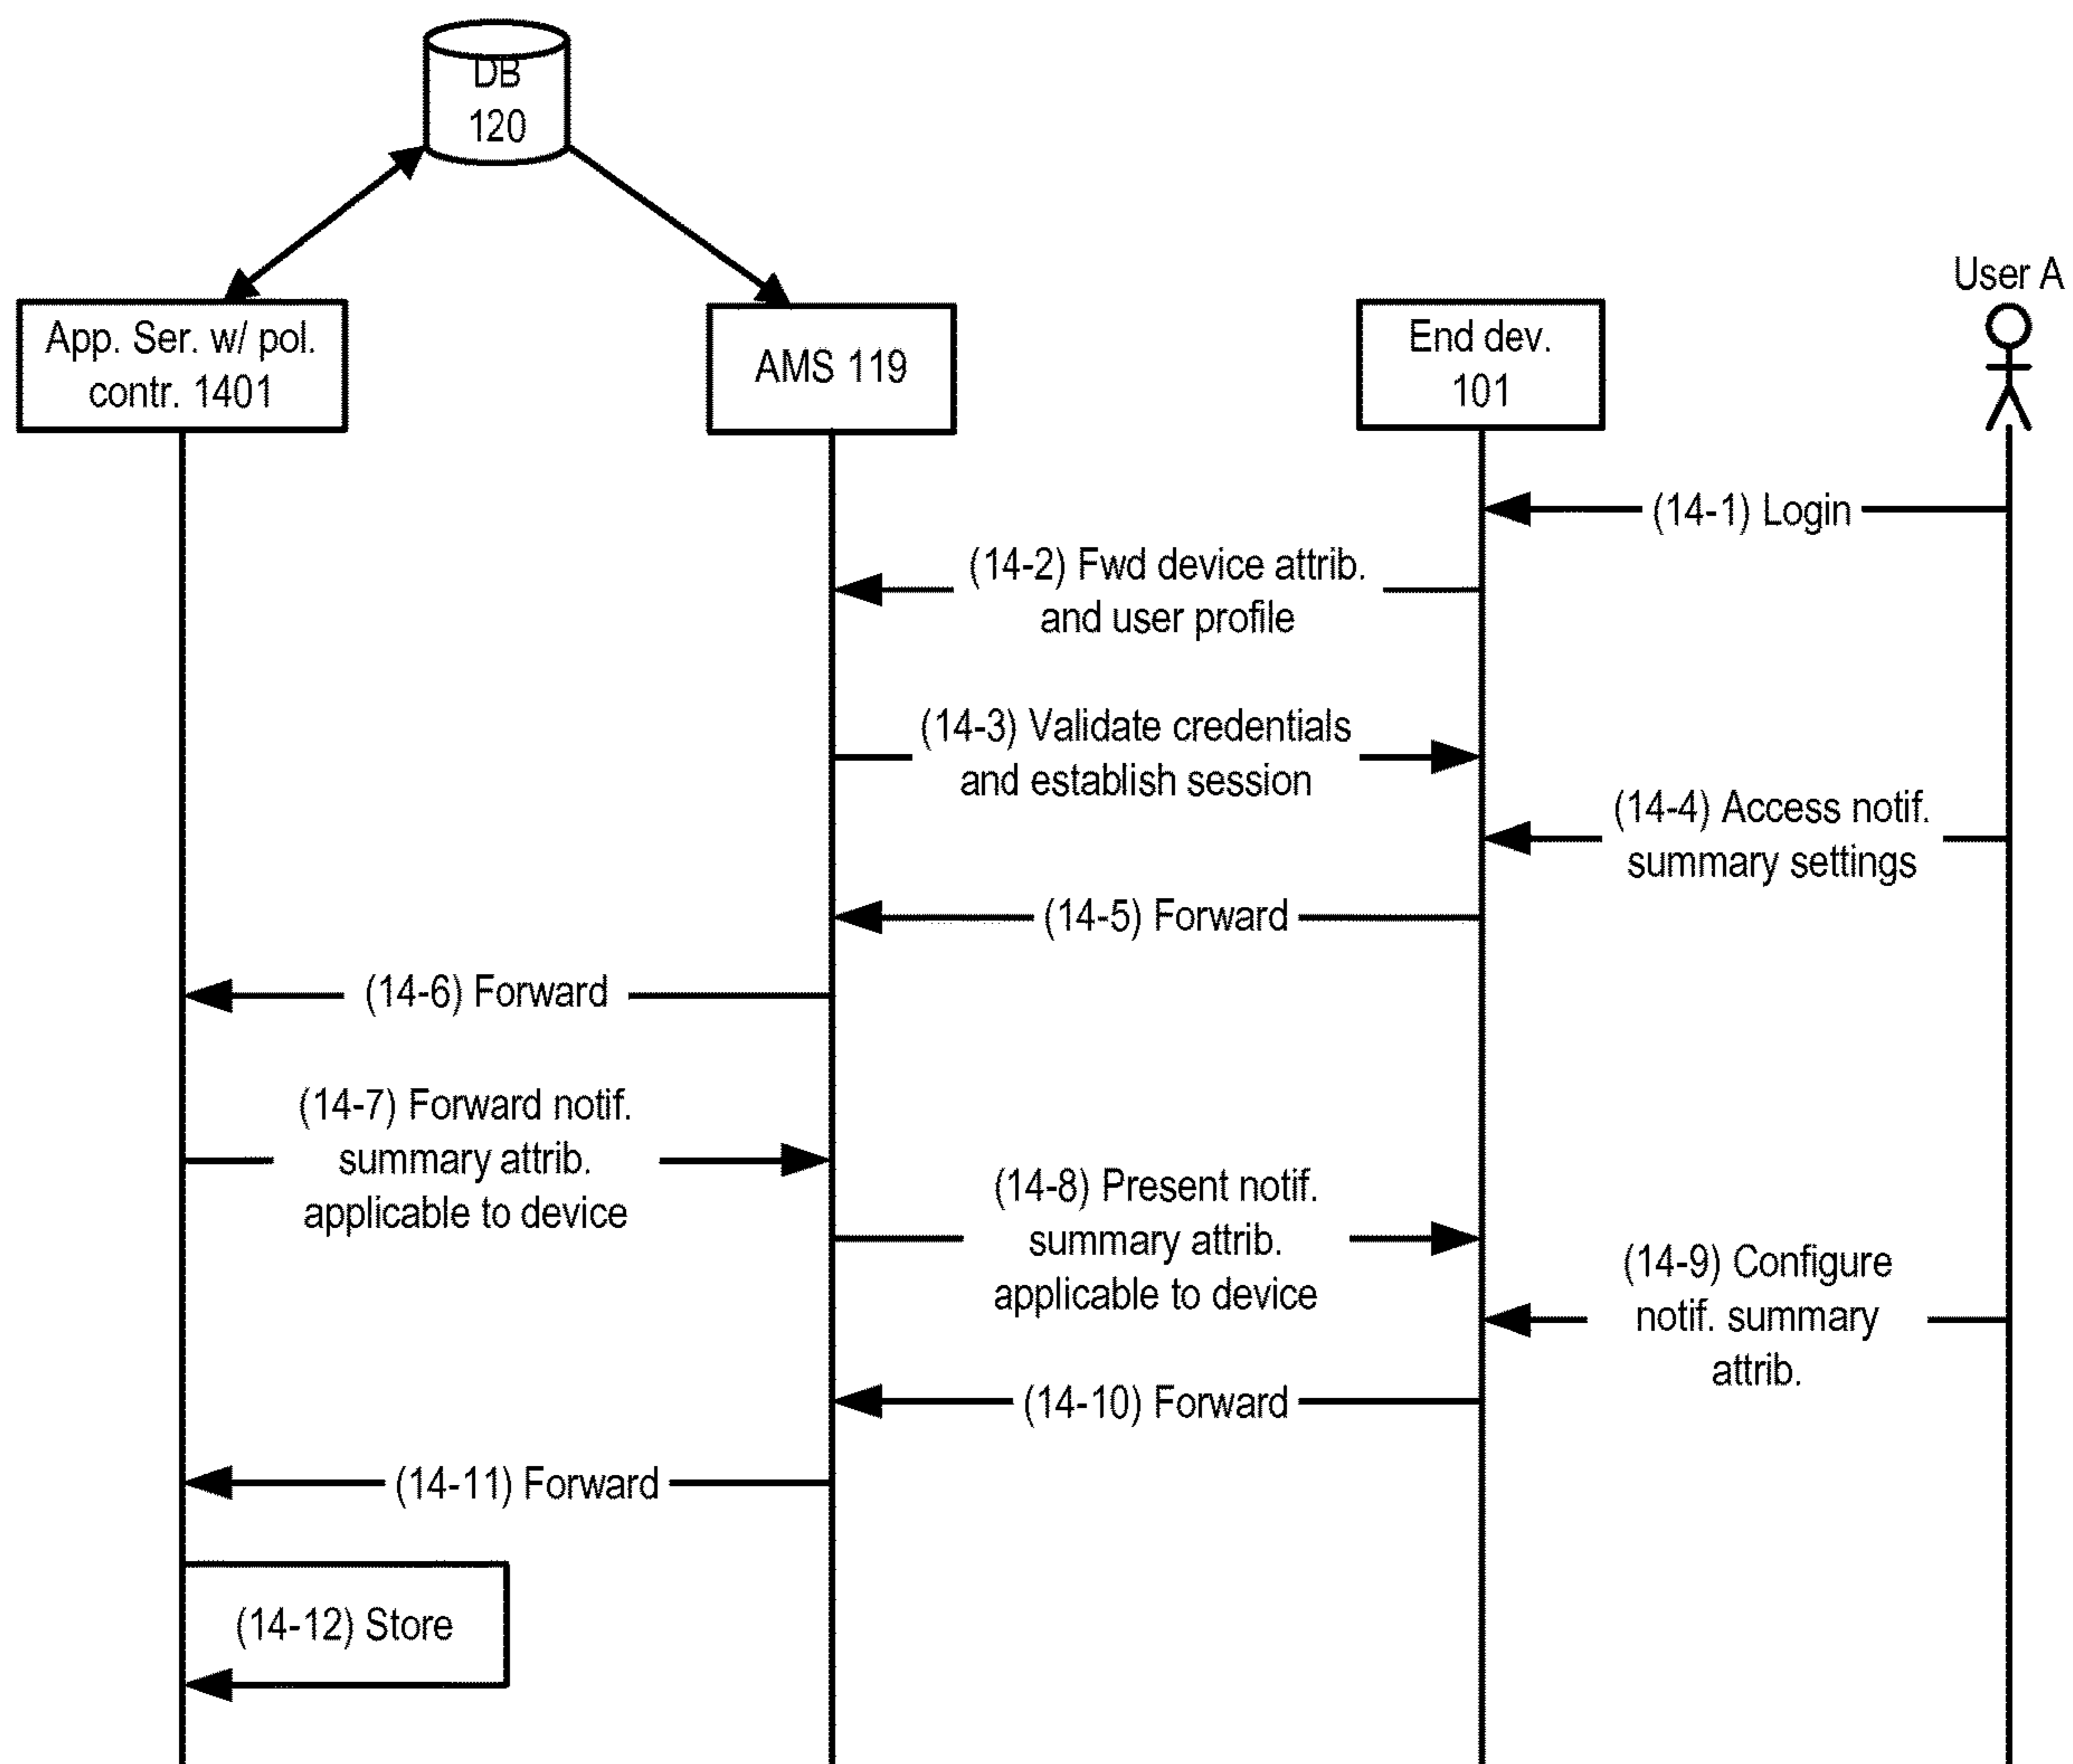 DB
120
User A
App. Ser. w/ pol.
contr. 1401
AMS 119
End dev.
101
(14-1) Login
(14-2) Fwd device attrib.
and user profile
(14-3) Validate credentials
and establish session
(14-4) Access notif.
summary settings
(14-5) Forward
(14-6) Forward
(14-7) Forward notif.
summary attrib.
applicable to device
(14-8) Present notif.
summary attrib.
applicable to device
(14-9) Configure
notif. summary
attrib.
(14-10) Forward
(14-11) Forward
(14-12) Store